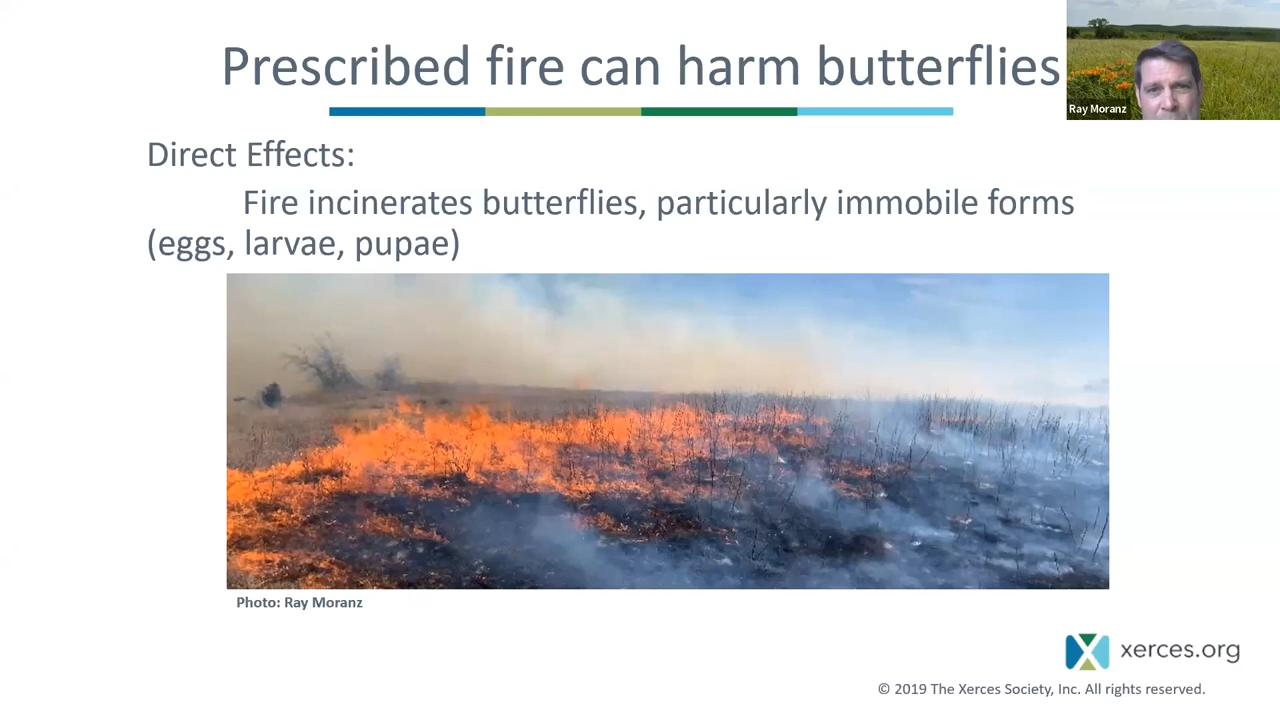 Prescribed fire can harm butterflies
Ray Moranz
Direct Effects:
Fire incinerates butterflies, particularly immobile forms
(eggs, larvae, pupae)
Photo: Ray Moranz
xerces.org
© 2019 The Xerces Society, Inc. All rights reserved.